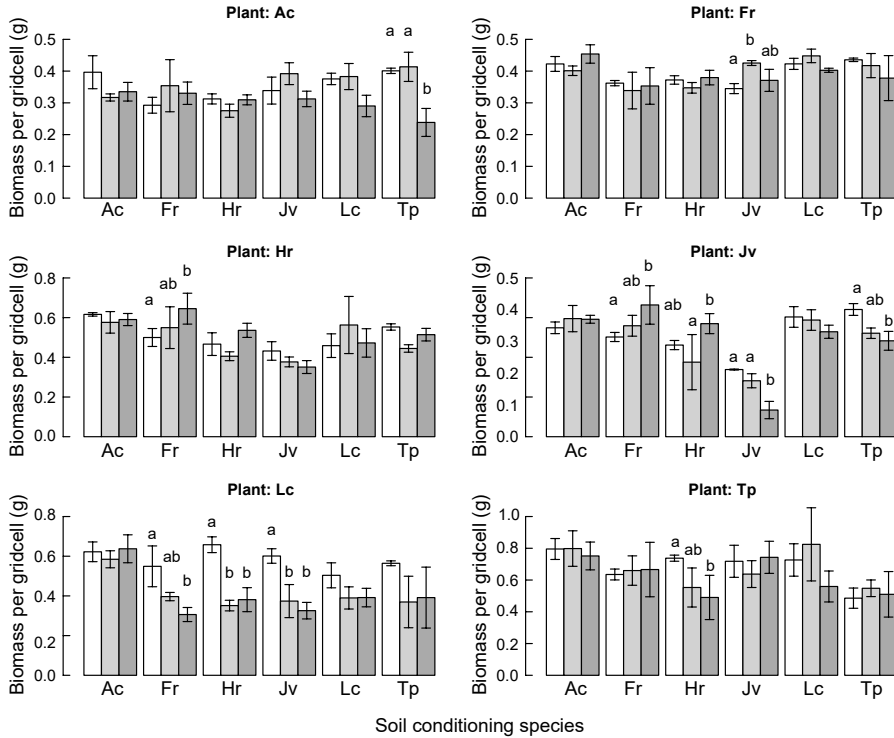 Plant: Ac
Biomass per gridcell (g)
0.5
0.4
0.3
0.2
0.1
0.0
a a b
Ac Fr Hr Jv Lc Tp
Plant: Fr
Biomass per gridcell (g)
0.5
0.4
0.3
0.2
0.1
0.0
a b ab
Ac Fr Hr Jv Lc Tp
Plant: Hr
Biomass per gridcell (g)
0.8
0.6
0.4
0.2
0.0
a ab b
Ac Fr Hr Jv Lc Tp
Plant: Jv
Biomass per gridcell (g)
0.5
0.4
0.3
0.2
0.1
0.0
a ab b ab a b a a b a ab b
Ac Fr Hr Jv Lc Tp
Plant: Lc
Biomass per gridcell (g)
0.8
0.6
0.4
0.2
0.0
a ab b a b b a b b
Ac Fr Hr Jv Lc Tp
Plant: Tp
Biomass per gridcell (g)
1.0
0.8
0.6
0.4
0.2
0.0
a ab b
Ac Fr Hr Jv Lc Tp
Soil conditioning species